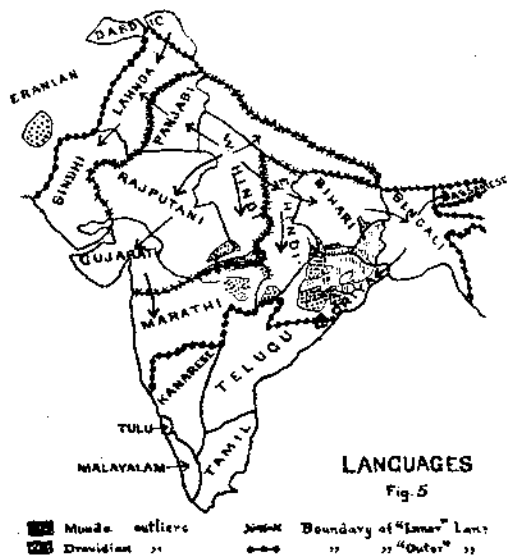 DARDIC
ERANIAN
LAHNDA
PANJABI
SINDHI
RAJPUTANI
W. HINDI
E. HINDI
BIHARI
BENGALI
GUJARATI
MARATHI
KANARESE
TELUGU
TULU
MALAYALAM
TAMIL
LANGUAGES
Fig. 5
Munda outliers
Dravidian „
Boundary of "Inner" Lang
„ „ "Outer" „